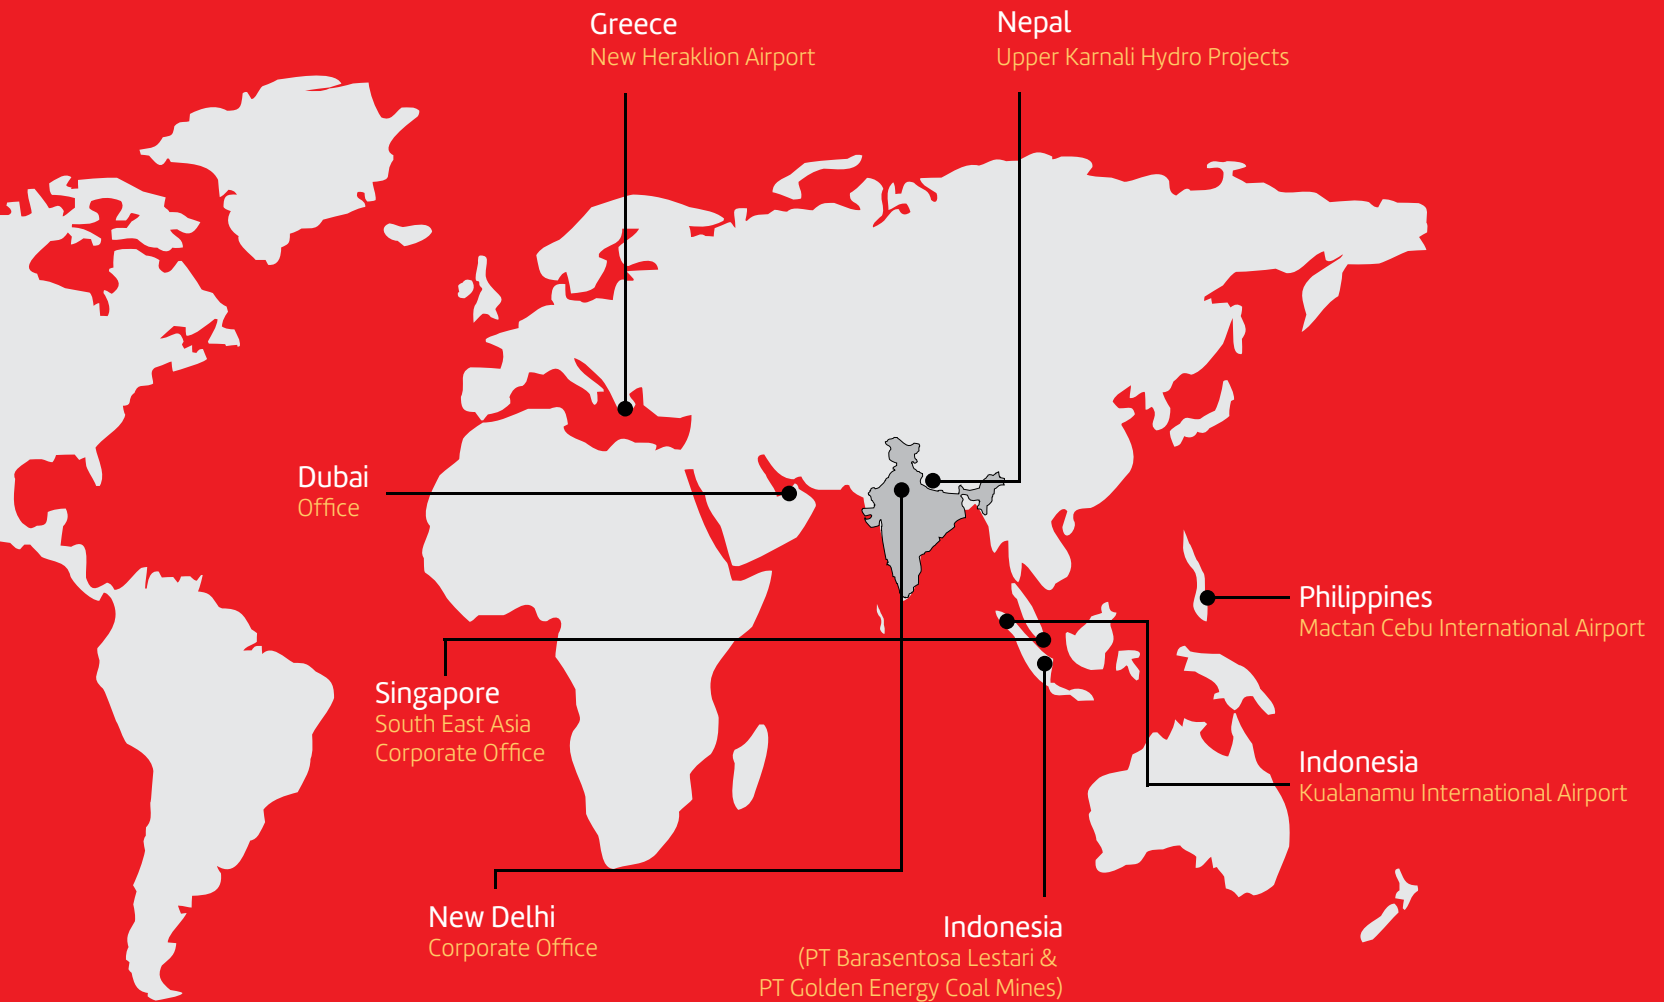 Greece
New Heraklion Airport
Nepal
Upper Karnali Hydro Projects
Dubai
Office
Philippines
Mactan Cebu International Airport
Singapore
South East Asia
Corporate Office
Indonesia
Kualanamu International Airport
New Delhi
Corporate Office
Indonesia
(PT Barasentosa Lestari &
PT Golden Energy Coal Mines)